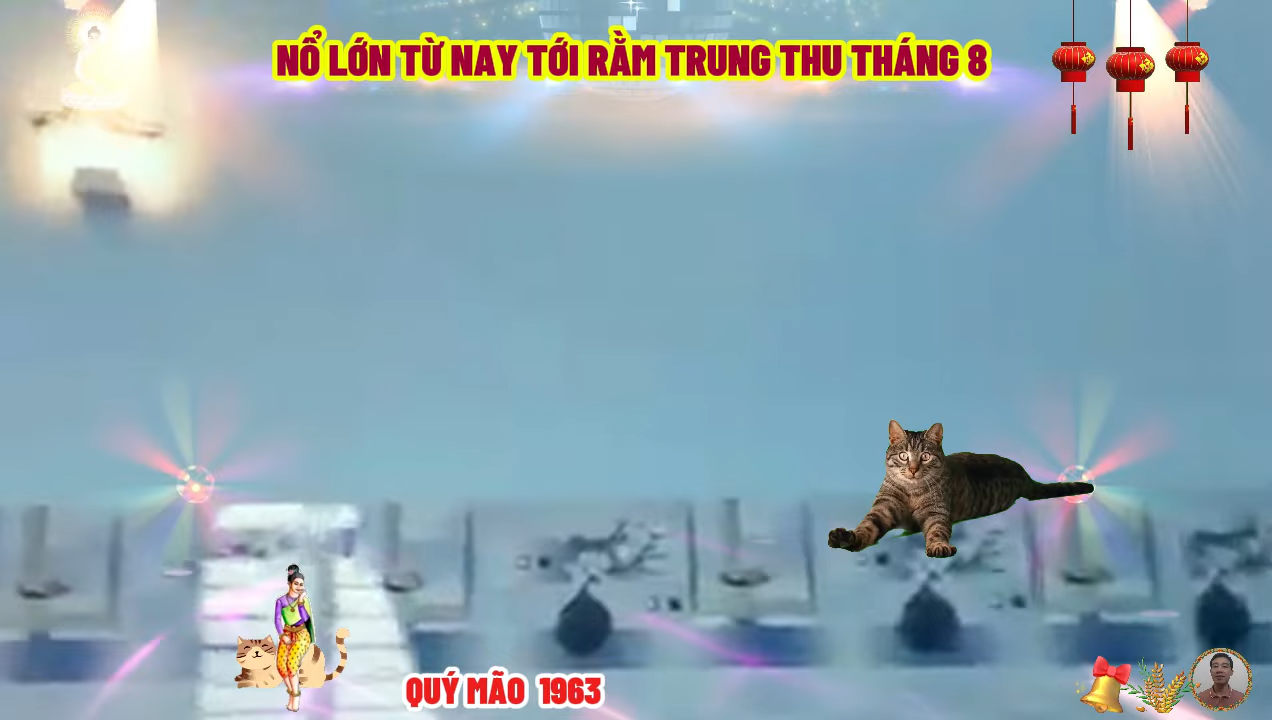 NỔ LỚN TỪ NAY TỚI RẰM TRUNG THU THÁNG 8
QUÝ MÃO 1963